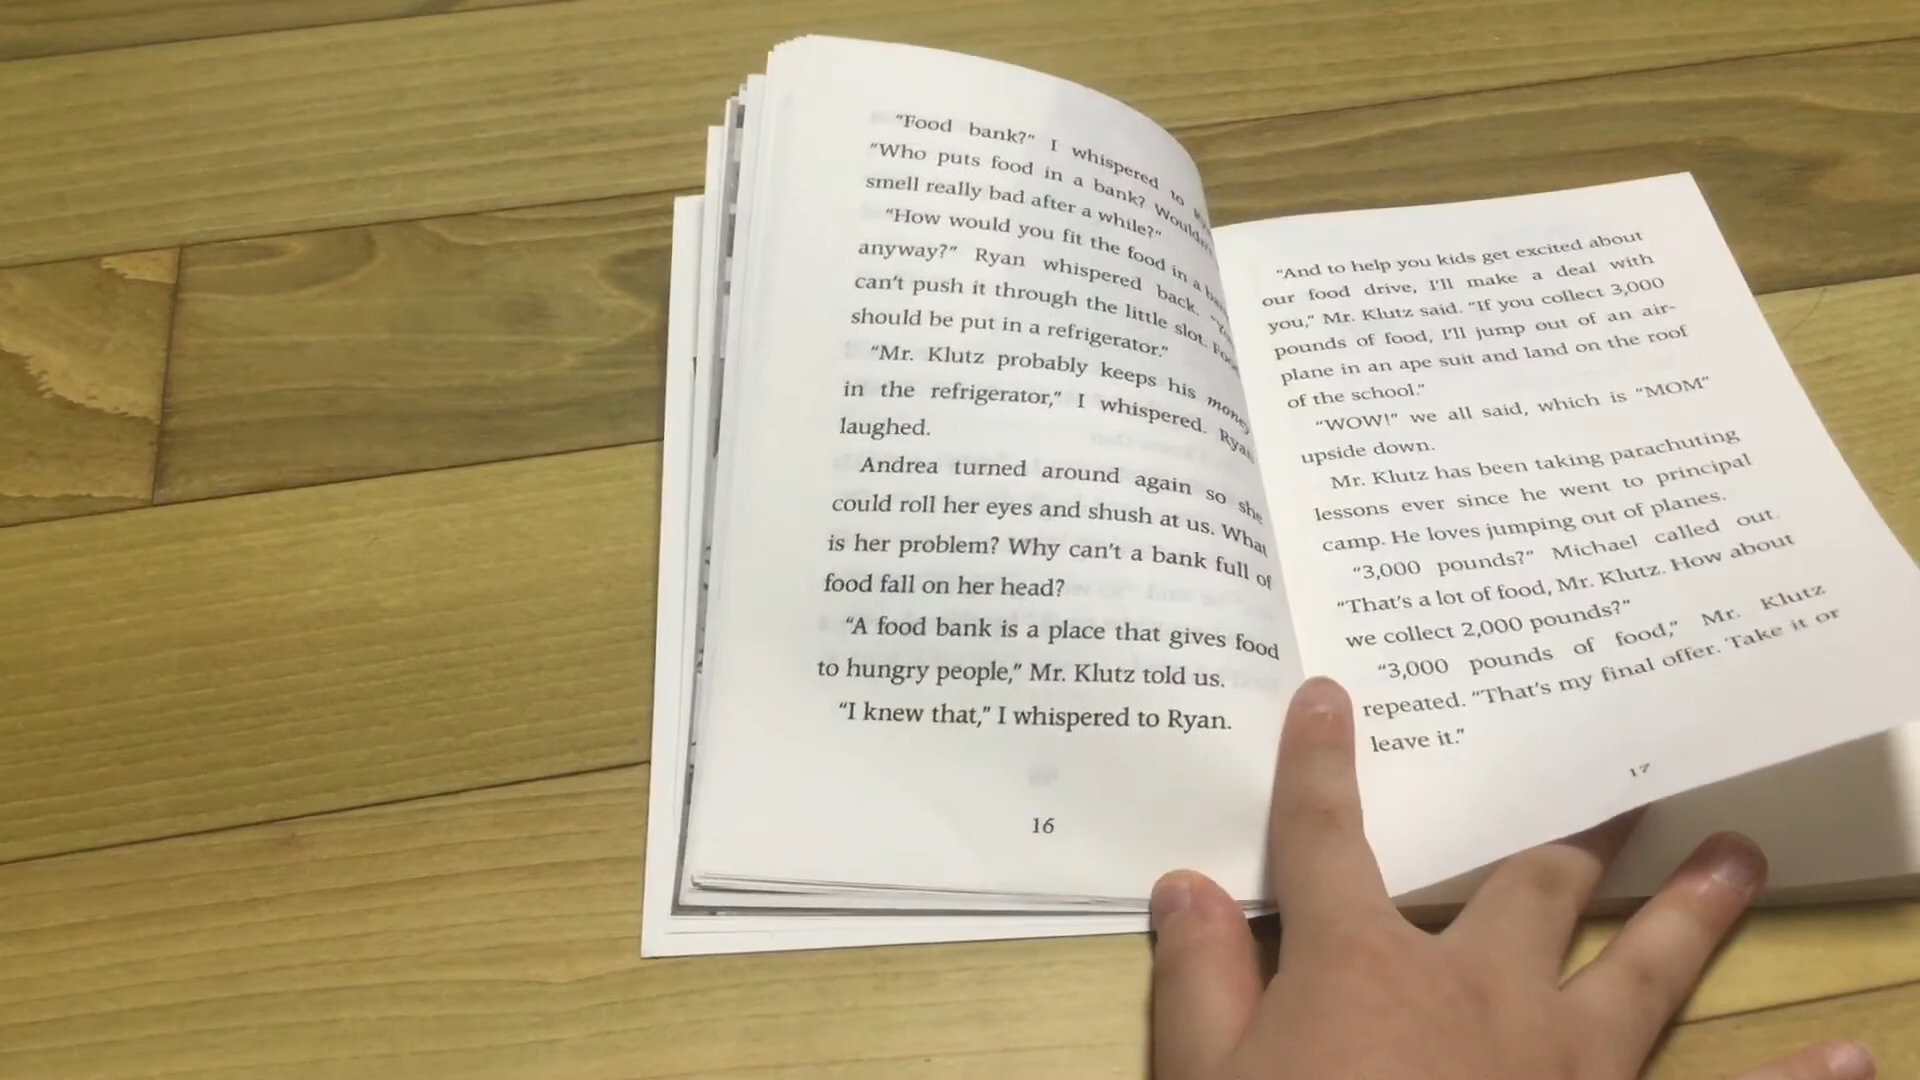 "Food bank?" I whispered to
"Who puts food in a bank? Wouldn't
smell really bad after a while?"
"How would you fit the food in a
anyway?" Ryan whispered back.
can't push it through the little slot. Food
should be put in a refrigerator."
"Mr. Klutz probably keeps his money
in the refrigerator," I whispered. Ryan
laughed.
Andrea turned around again so she
could roll her eyes and shush at us. What
is her problem? Why can't a bank full of
food fall on her head?
"A food bank is a place that gives food
to hungry people," Mr. Klutz told us.
"I knew that," I whispered to Ryan.
16
"And to help you kids get excited about
our food drive, I'll make a deal with
you," Mr. Klutz said. "If you collect 3,000
pounds of food, I'll jump out of an air-
plane in an ape suit and land on the roof
of the school."
"WOW!" we all said, which is "MOM"
upside down.
Mr. Klutz has been taking parachuting
lessons ever since he went to principal
camp. He loves jumping out of planes.
"3,000 pounds?" Michael called out.
"That's a lot of food, Mr. Klutz. How about
we collect 2,000 pounds?"
"3,000 pounds of food," Mr. Klutz
repeated. "That's my final offer. Take it or
leave it."
17